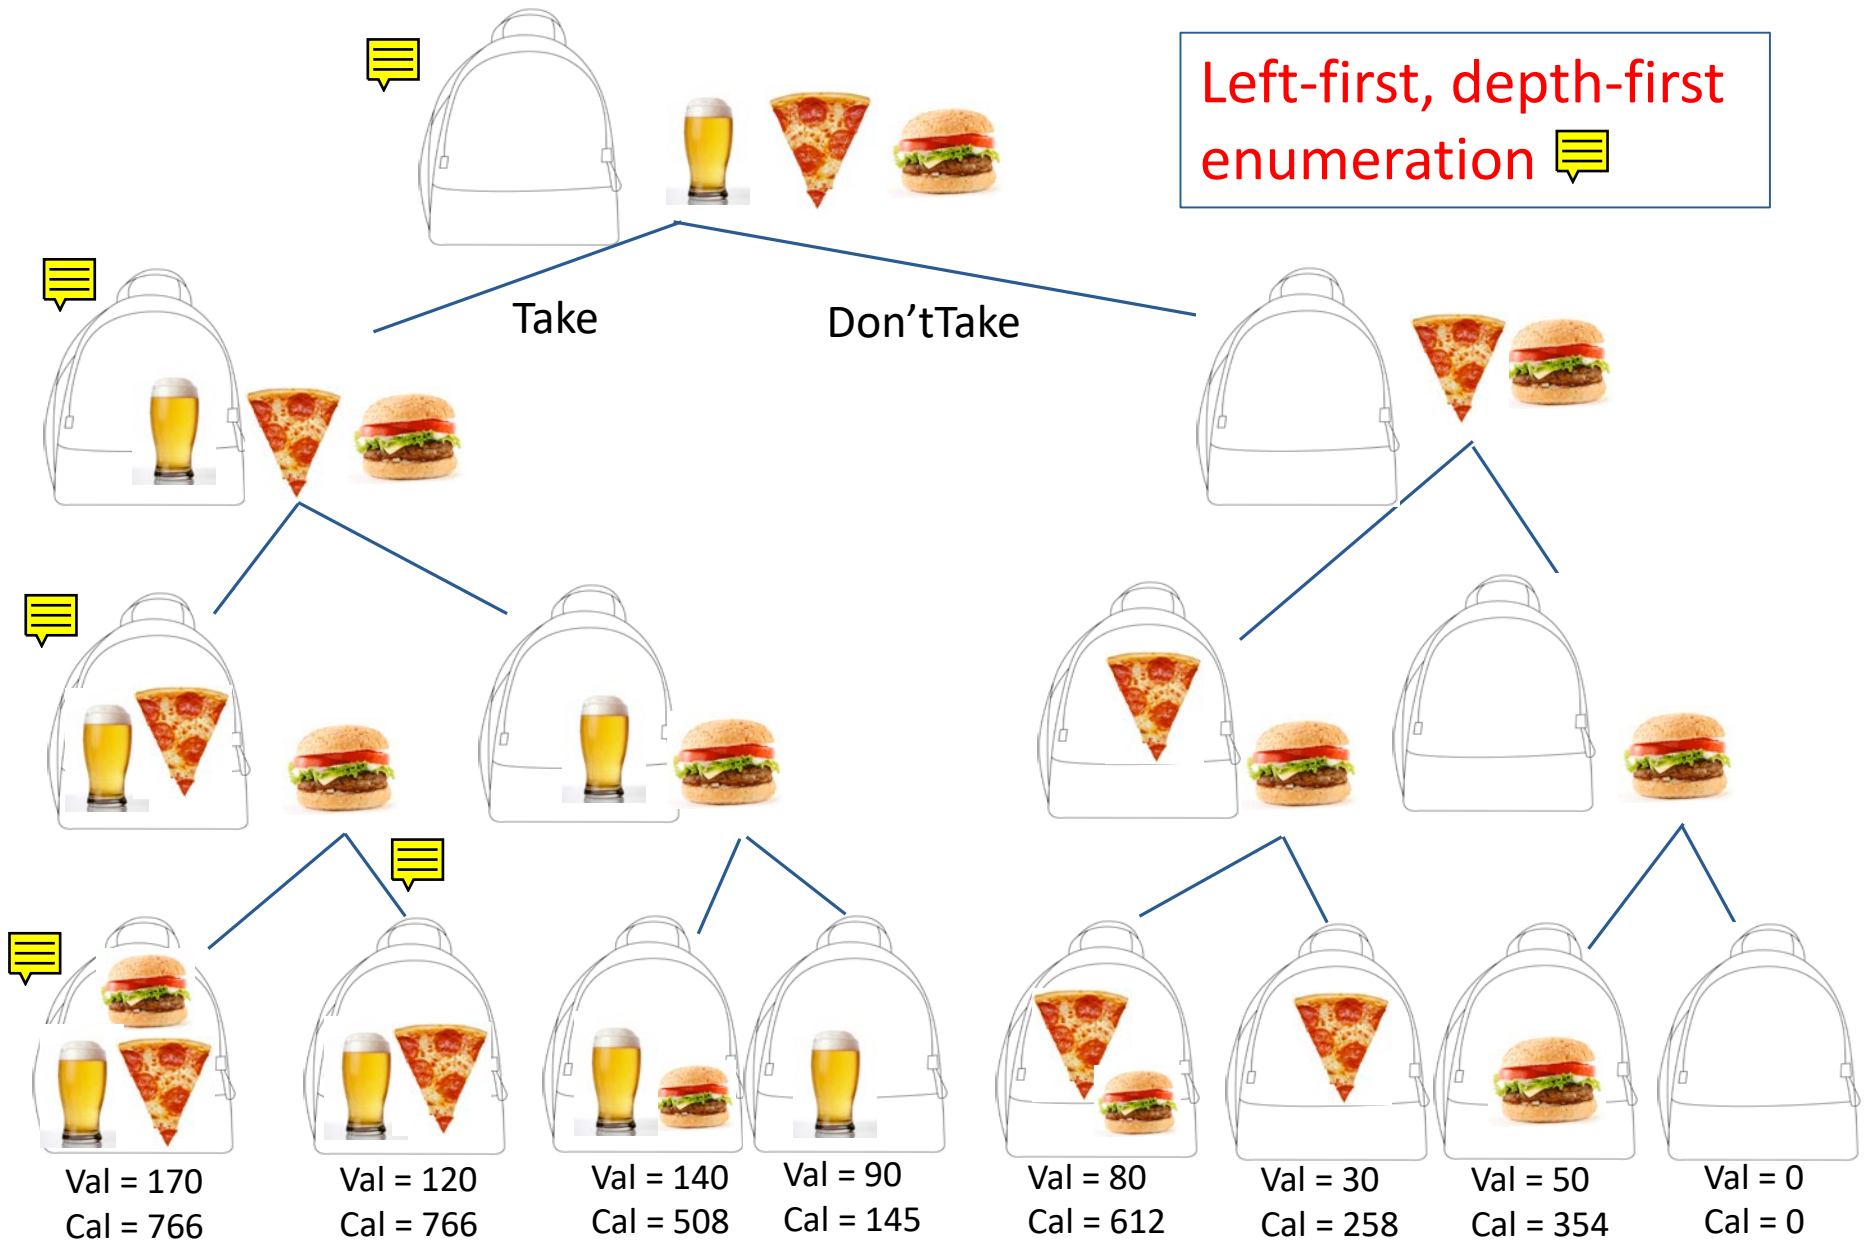 Left-first, depth-first
enumeration
Take
Don’tTake
Val = 170
Cal = 766
Val = 120
Cal = 766
Val = 140
Cal = 508
Val = 90
Cal = 145
Val = 80
Cal = 612
Val = 30
Cal = 258
Val = 50
Cal = 354
Val = 0
Cal = 0